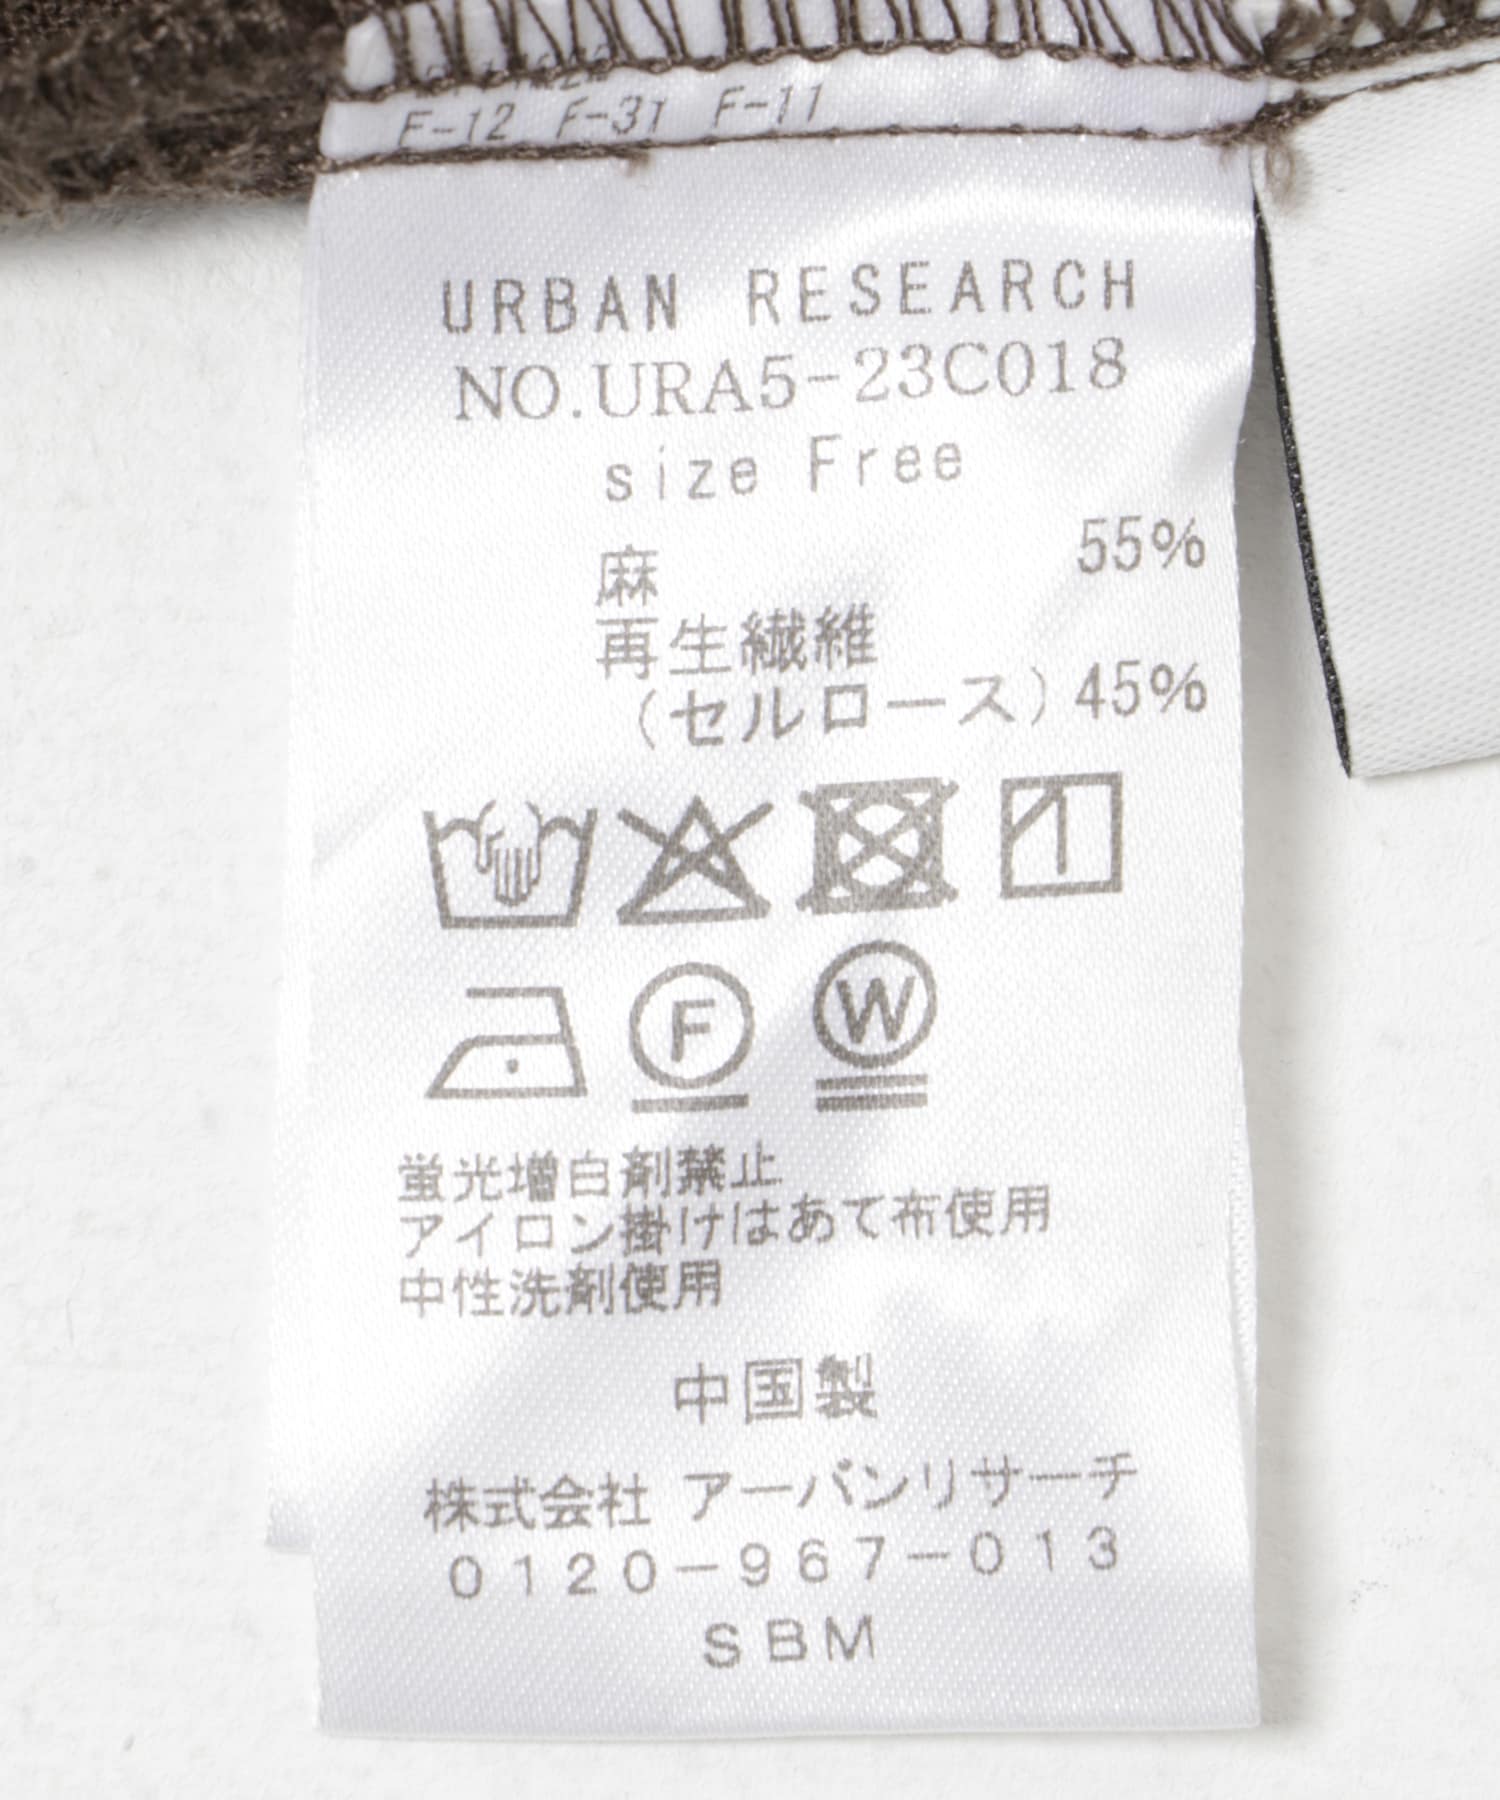 F-12 F-31 F-11
URBAN RESEARCH
NO.URA5-23C018
size Free
麻 55%
再生繊維
(セルロース) 45%
F
W
蛍光増白剤禁止
アイロン掛けはあて布使用
中性洗剤使用
中国製
株式会社 アーバンリサーチ
0120-967-013
SBM